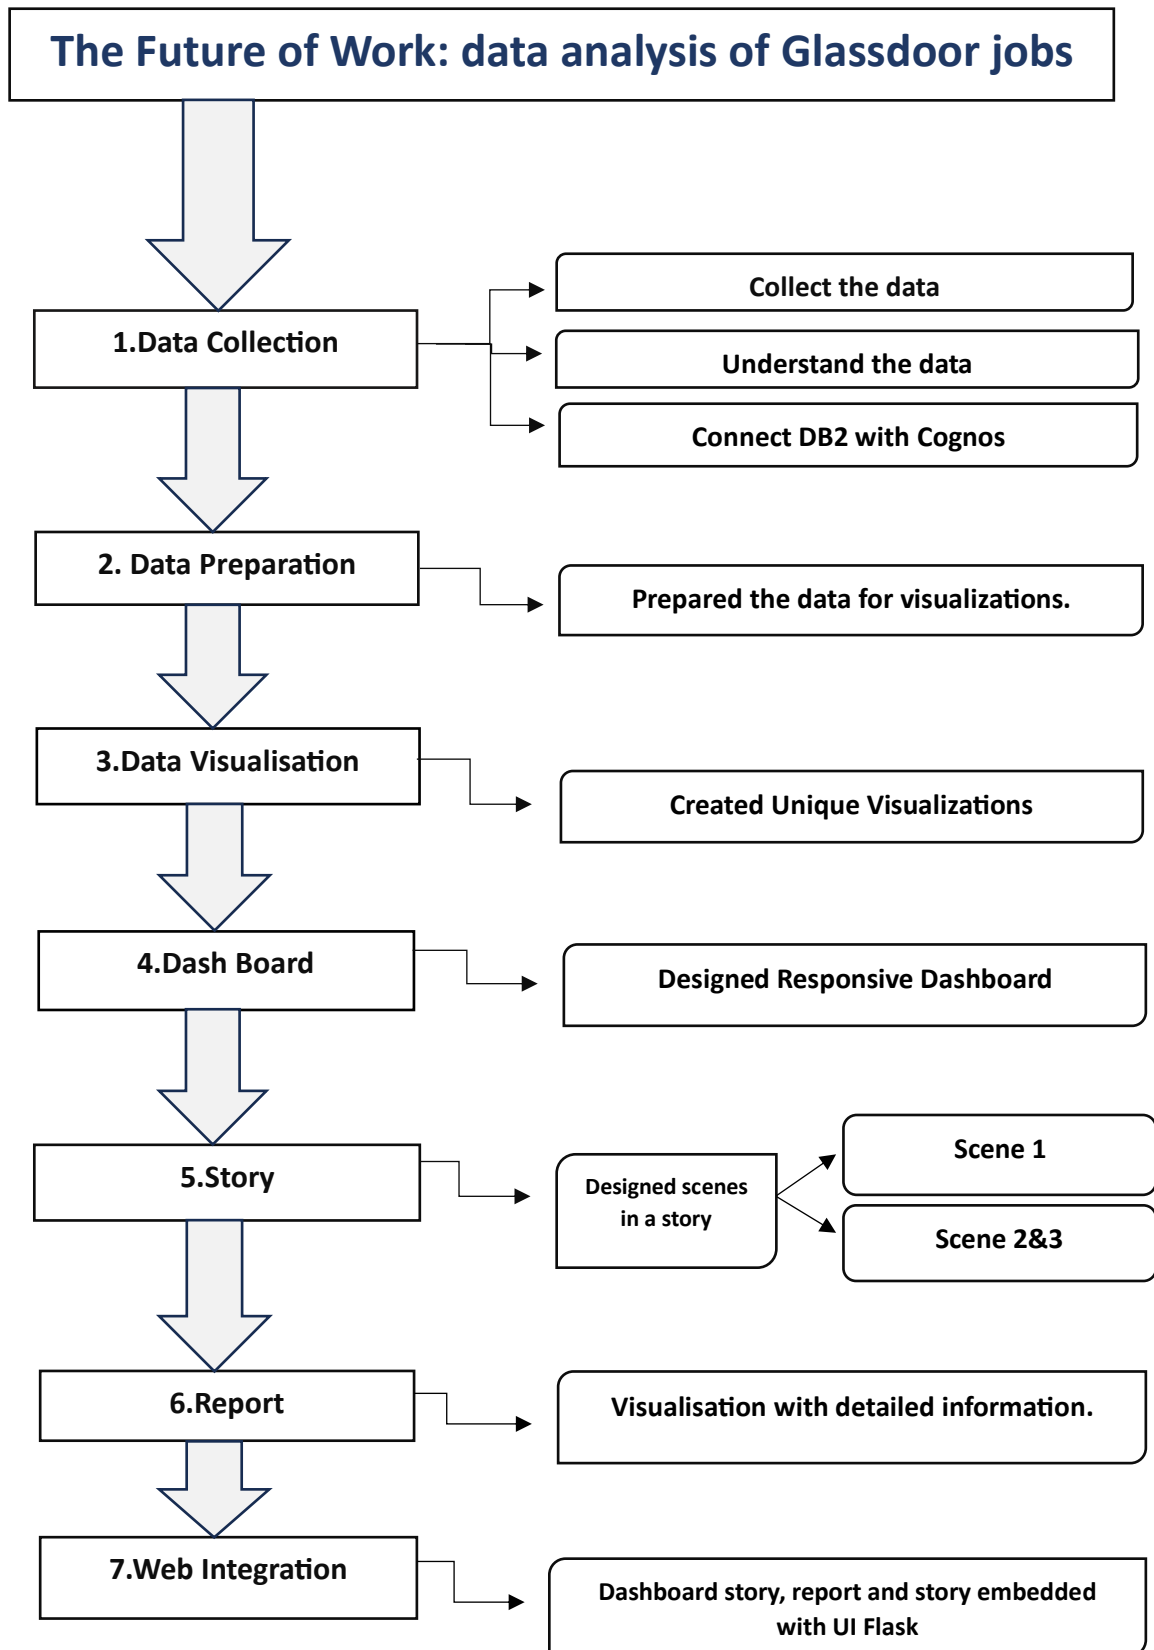 The Future of Work: data analysis of Glassdoor jobs
Collect the data
1.Data Collection
Understand the data
Connect DB2 with Cognos
2. Data Preparation
Prepared the data for visualizations.
3.Data Visualisation
Created Unique Visualizations
4.Dash Board
Designed Responsive Dashboard
5.Story
Designed scenes
in a story
Scene 1
Scene 2&3
6.Report
Visualisation with detailed information.
7.Web Integration
Dashboard story, report and story embedded
with UI Flask